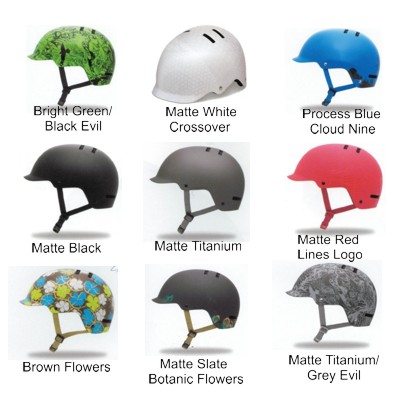 Bright Green/
Black Evil
Matte White
Crossover
Process Blue
Cloud Nine
Matte Black
Matte Titanium
Matte Red
Lines Logo
Brown Flowers
Matte Slate
Botanic Flowers
Matte Titanium/
Grey Evil